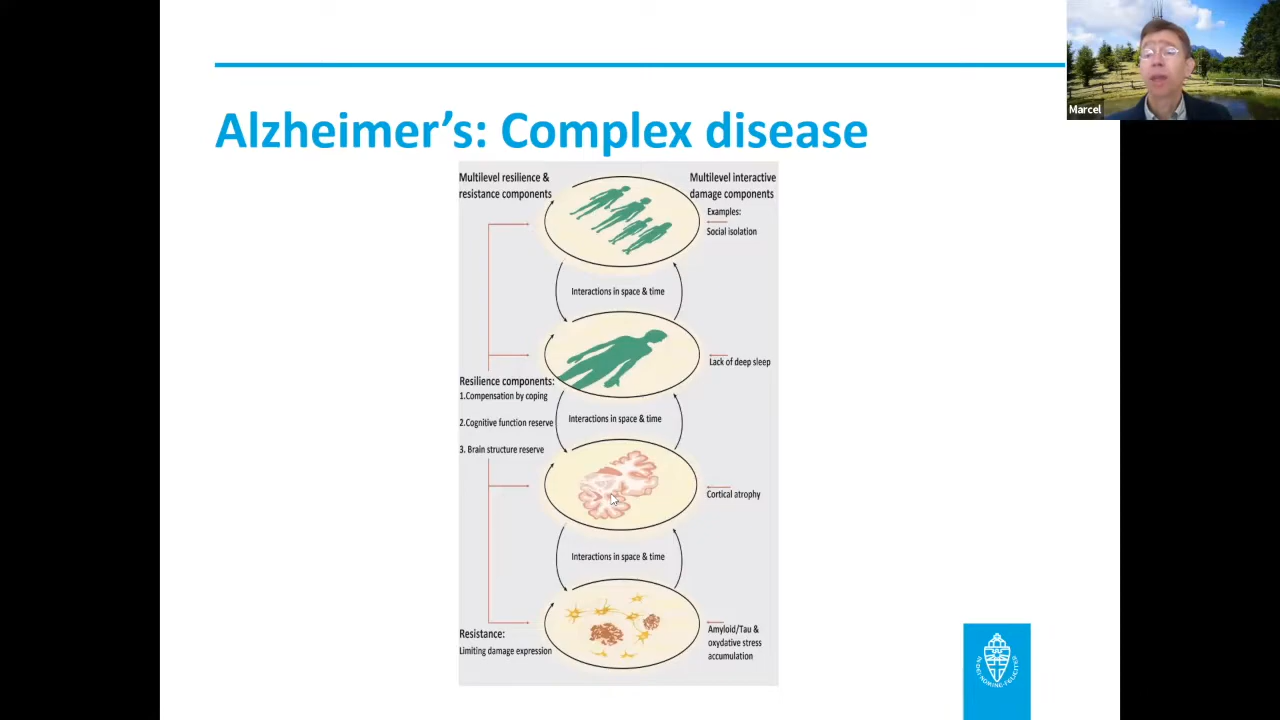 Marcel
Alzheimer's: Complex disease
Multilevel resilience &
resistance components
Multilevel interactive
damage components
Examples:
Social isolation
Interactions in space & time
Lack of deep sleep
Resilience components:
1.Compensation by coping
2.Cognitive function reserve
3. Brain structure reserve
Interactions in space & time
Cortical atrophy
Interactions in space & time
Resistance:
Limiting damage expression
Amyloid/Tau &
oxydative stress
accumulation